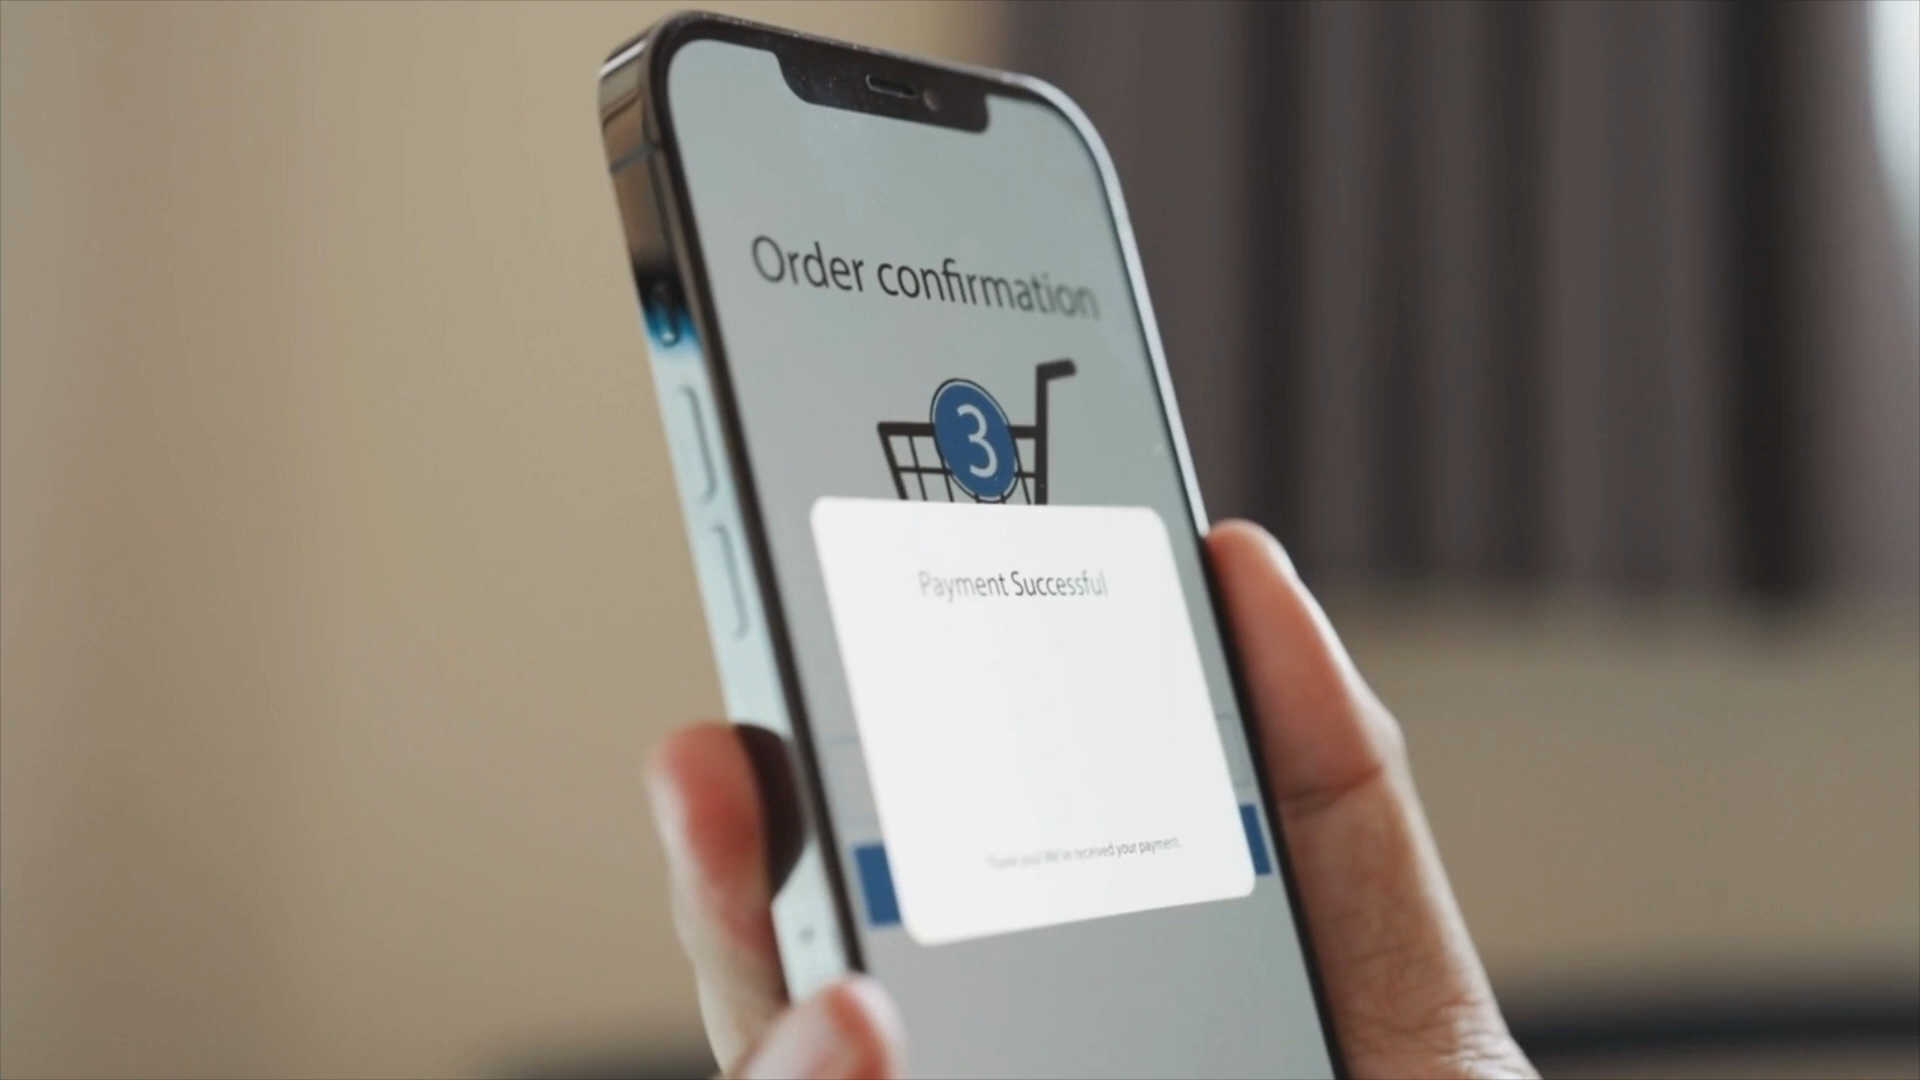 Order confirmation
3
Payment Successful
Thank you! We've received your payment.